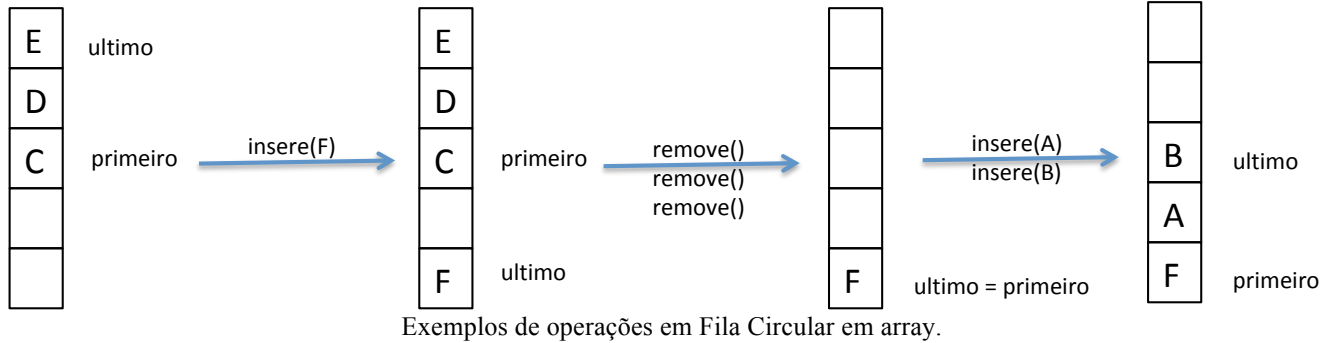 E ultimo
D
C primeiro
insere(F)
E
D
C primeiro
F ultimo
remove()
remove()
remove()
F ultimo = primeiro
insere(A)
insere(B)
B ultimo
A
F primeiro
Exemplos de operações em Fila Circular em array.